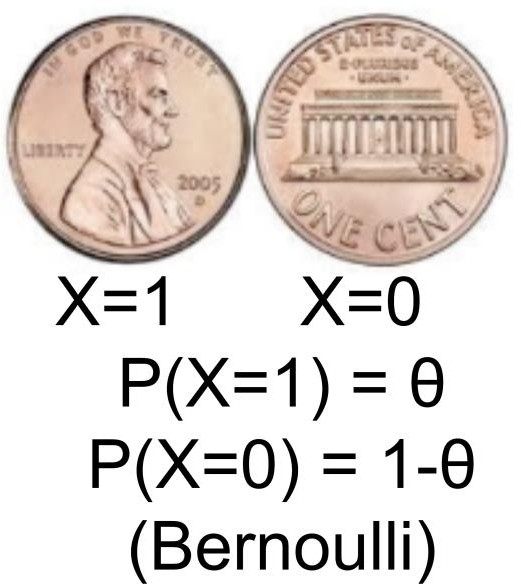 IN GOD WE TRUST
LIBERTY
2005
D
UNITED STATES OF AMERICA
E·PLURIBUS
·UNUM·
ONE CENT
X=1 X=0
P(X=1) = θ
P(X=0) = 1-θ
(Bernoulli)